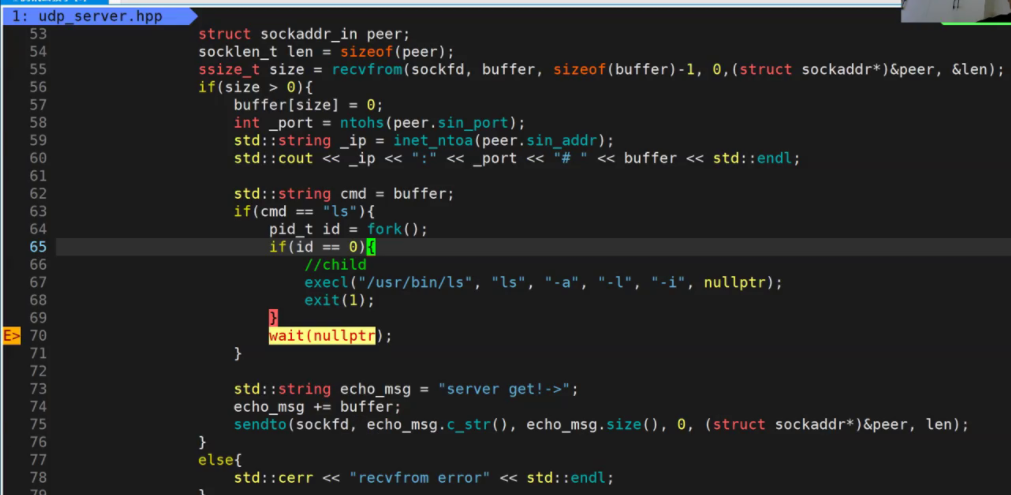 1: udp_server.hpp
53 struct sockaddr_in peer;
54 socklen_t len = sizeof(peer);
55 ssize_t size = recvfrom(sockfd, buffer, sizeof(buffer)-1, 0,(struct sockaddr*)&peer, &len);
56 if(size > 0){
57 buffer[size] = 0;
58 int _port = ntohs(peer.sin_port);
59 std::string _ip = inet_ntoa(peer.sin_addr);
60 std::cout << _ip << ":" << _port << "# " << buffer << std::endl;
61
62 std::string cmd = buffer;
63 if(cmd == "ls"){
64 pid_t id = fork();
65 if(id == 0){
66 //child
67 execl("/usr/bin/ls", "ls", "-a", "-l", "-i", nullptr);
68 exit(1);
69 }
E> 70 wait(nullptr);
71 }
72
73 std::string echo_msg = "server get!->";
74 echo_msg += buffer;
75 sendto(sockfd, echo_msg.c_str(), echo_msg.size(), 0, (struct sockaddr*)&peer, len);
76 }
77 else{
78 std::cerr << "recvfrom error" << std::endl;
79 }